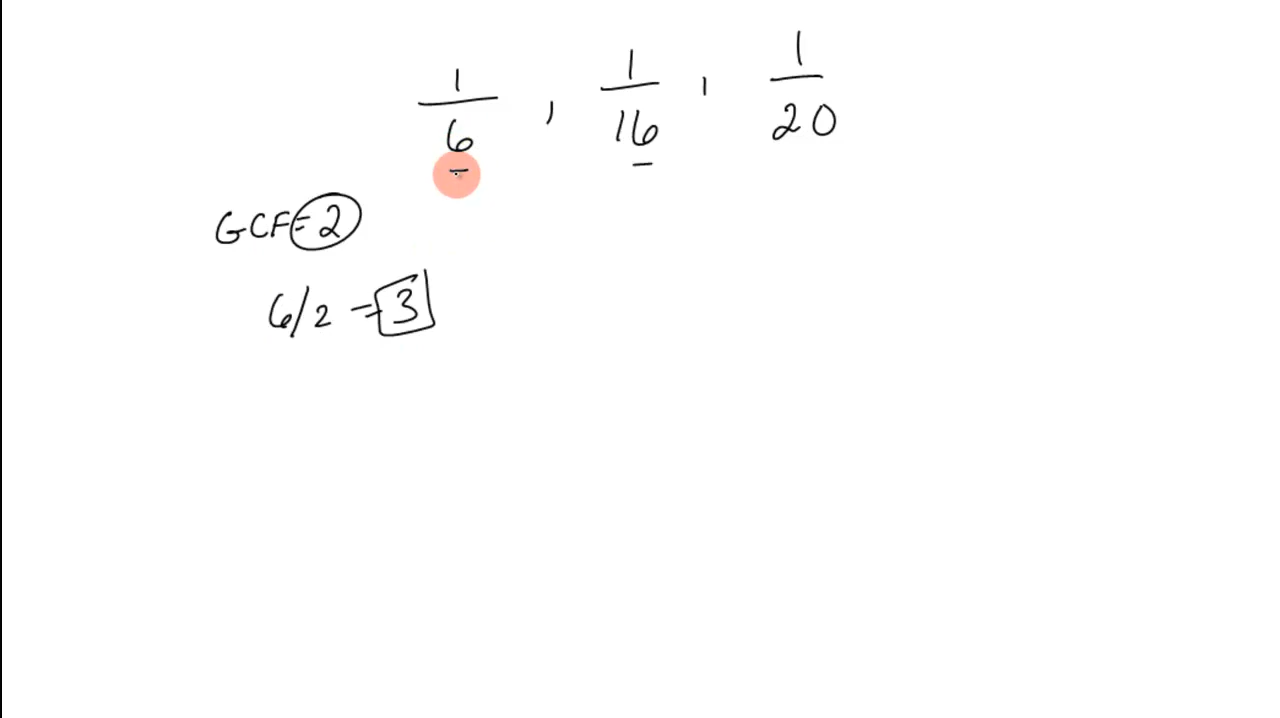 1/6 , 1/16 , 1/20
GCF=2
6/2 = 3